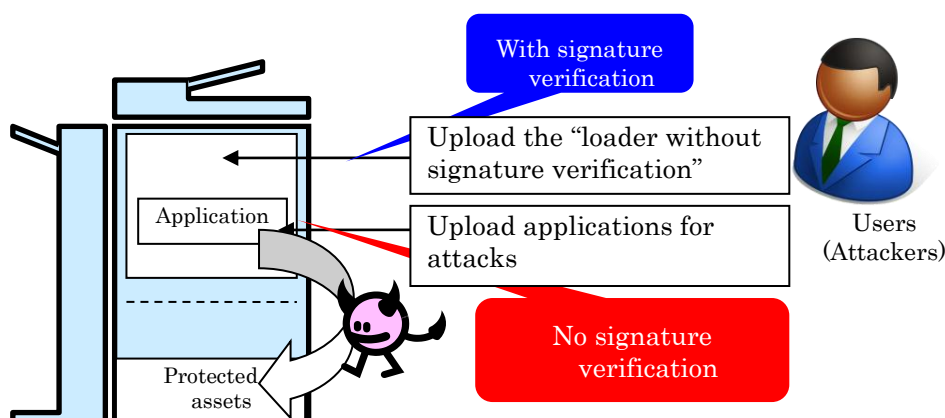 With signature
verification
Upload the “loader without
signature verification”
Application
Upload applications for
attacks
Users
(Attackers)
No signature
verification
Protected
assets